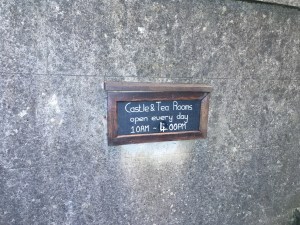 Castle & Tea Rooms
open every day
10AM - 4.00PM